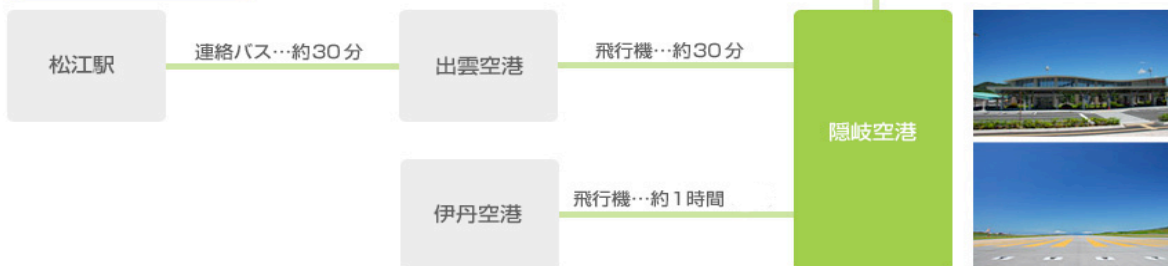 松江駅
連絡バス…約30分
出雲空港
飛行機…約30分
隠岐空港
伊丹空港
飛行機…約1時間